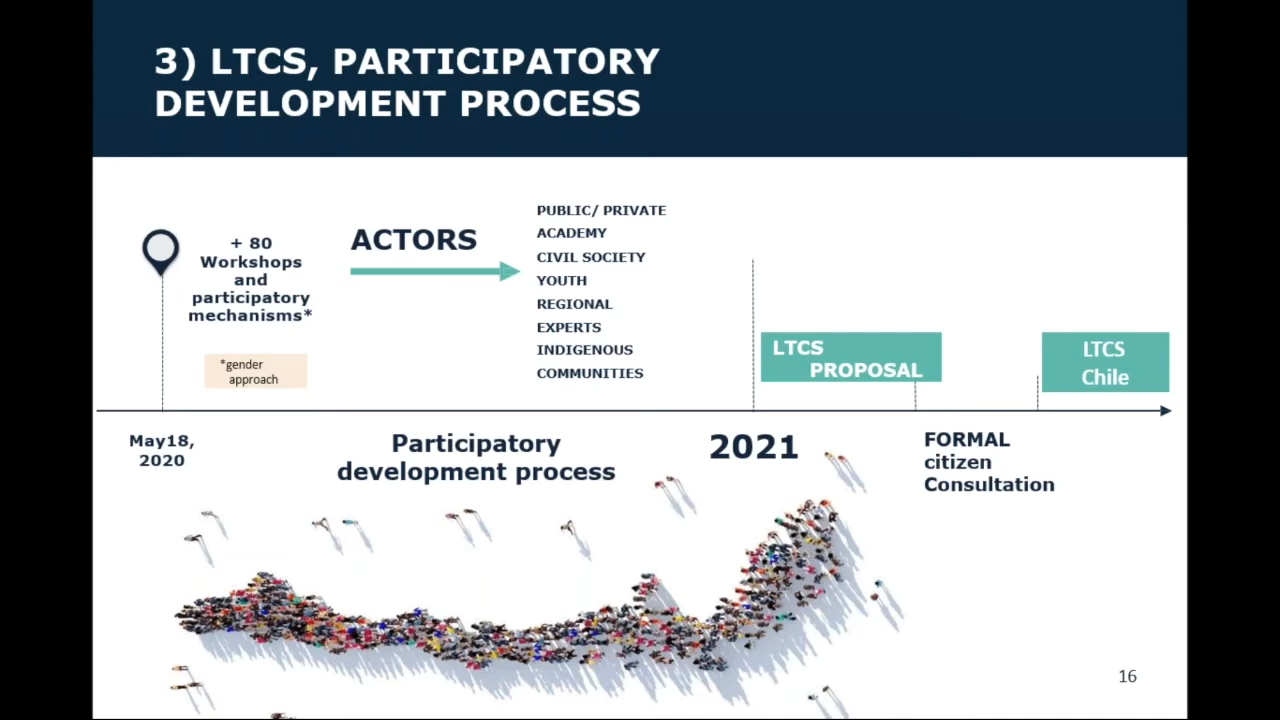 3) LTCS, PARTICIPATORY
DEVELOPMENT PROCESS
+ 80
Workshops
and
participatory
mechanisms*
*gender
approach
ACTORS
PUBLIC/ PRIVATE
ACADEMY
CIVIL SOCIETY
YOUTH
REGIONAL
EXPERTS
INDIGENOUS
COMMUNITIES
LTCS
PROPOSAL
LTCS
Chile
May18,
2020
Participatory
development process
2021
FORMAL
citizen
Consultation
16